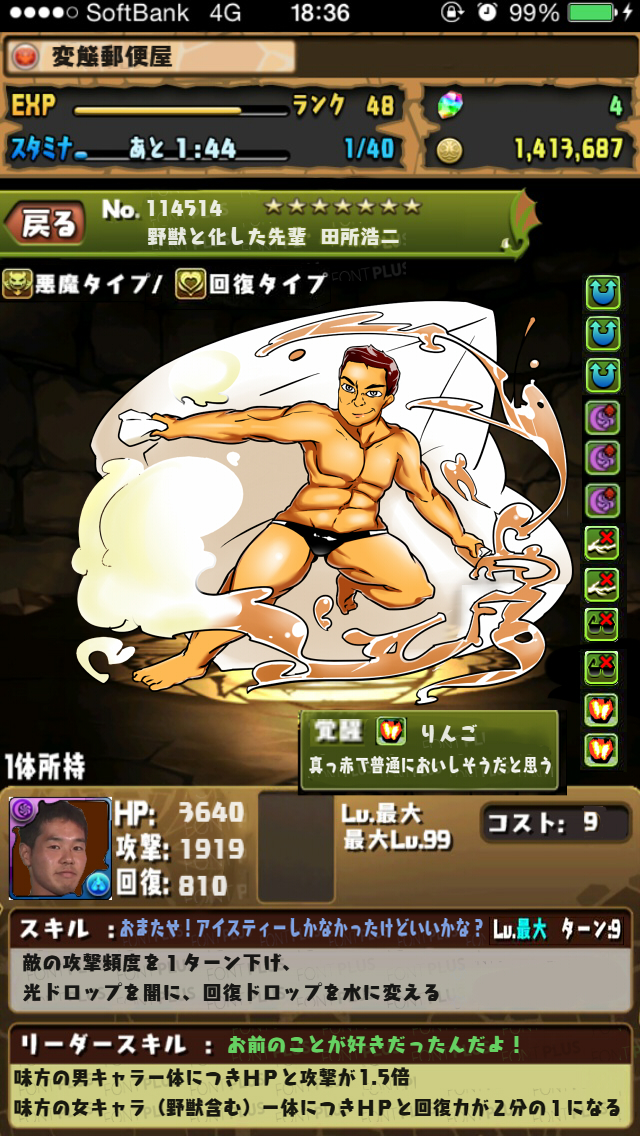 SoftBank 4G 18:36 99%
変態郵便屋
EXP ランク 48 4
スタミナ あと 1:44 1/40 1,413,687
戻る No. 114514 ★★★★★★★
野獣と化した先輩 田所浩二
悪魔タイプ/ 回復タイプ
FONTPLUS
覚醒 りんご
真っ赤で普通においしそうだと思う
1体所持
HP: 3640 Lv.最大 コスト: 9
攻撃: 1919 最大Lv.99
回復: 810
スキル :おまたせ!アイスティーしかなかったけどいいかな? Lv.最大 ターン:9
敵の攻撃頻度を1ターン下げ、
光ドロップを闇に、回復ドロップを水に変える
リーダースキル : お前のことが好きだったんだよ!
味方の男キャラ一体につきHPと攻撃が1.5倍
味方の女キャラ(野獣含む)一体につきHPと回復力が2分の1になる